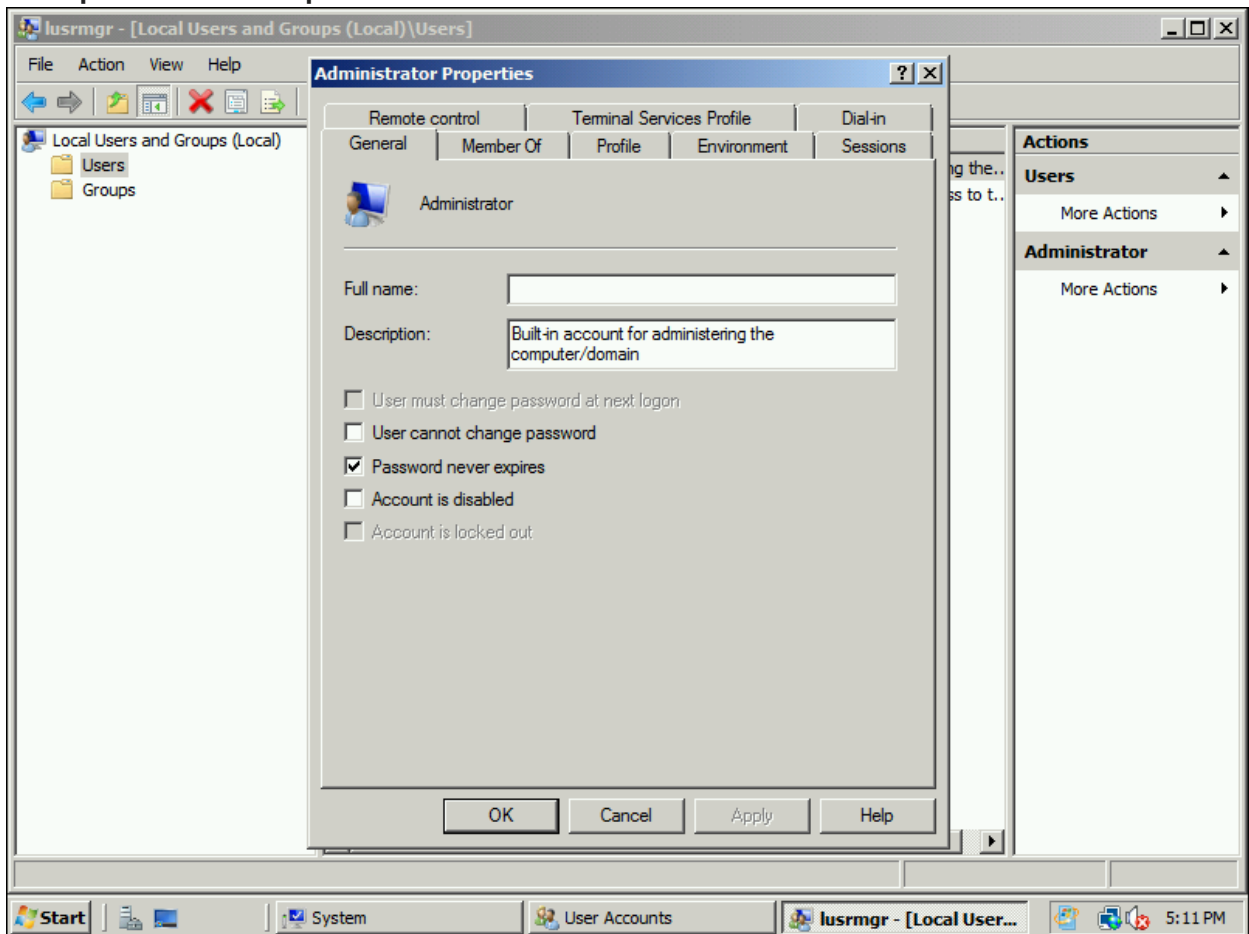 lusrmgr - [Local Users and Groups (Local)\Users]
File Action View Help
Administrator Properties
Remote control Terminal Services Profile Dial-in
General Member Of Profile Environment Sessions
Local Users and Groups (Local)
Users
Groups
Administrator
Full name:
Description: Built-in account for administering the
computer/domain
User must change password at next logon
User cannot change password
Password never expires
Account is disabled
Account is locked out
OK Cancel Apply Help
ng the..
ss to t..
Actions
Users
More Actions
Administrator
More Actions
Start System User Accounts lusrmgr - [Local User... 5:11 PM